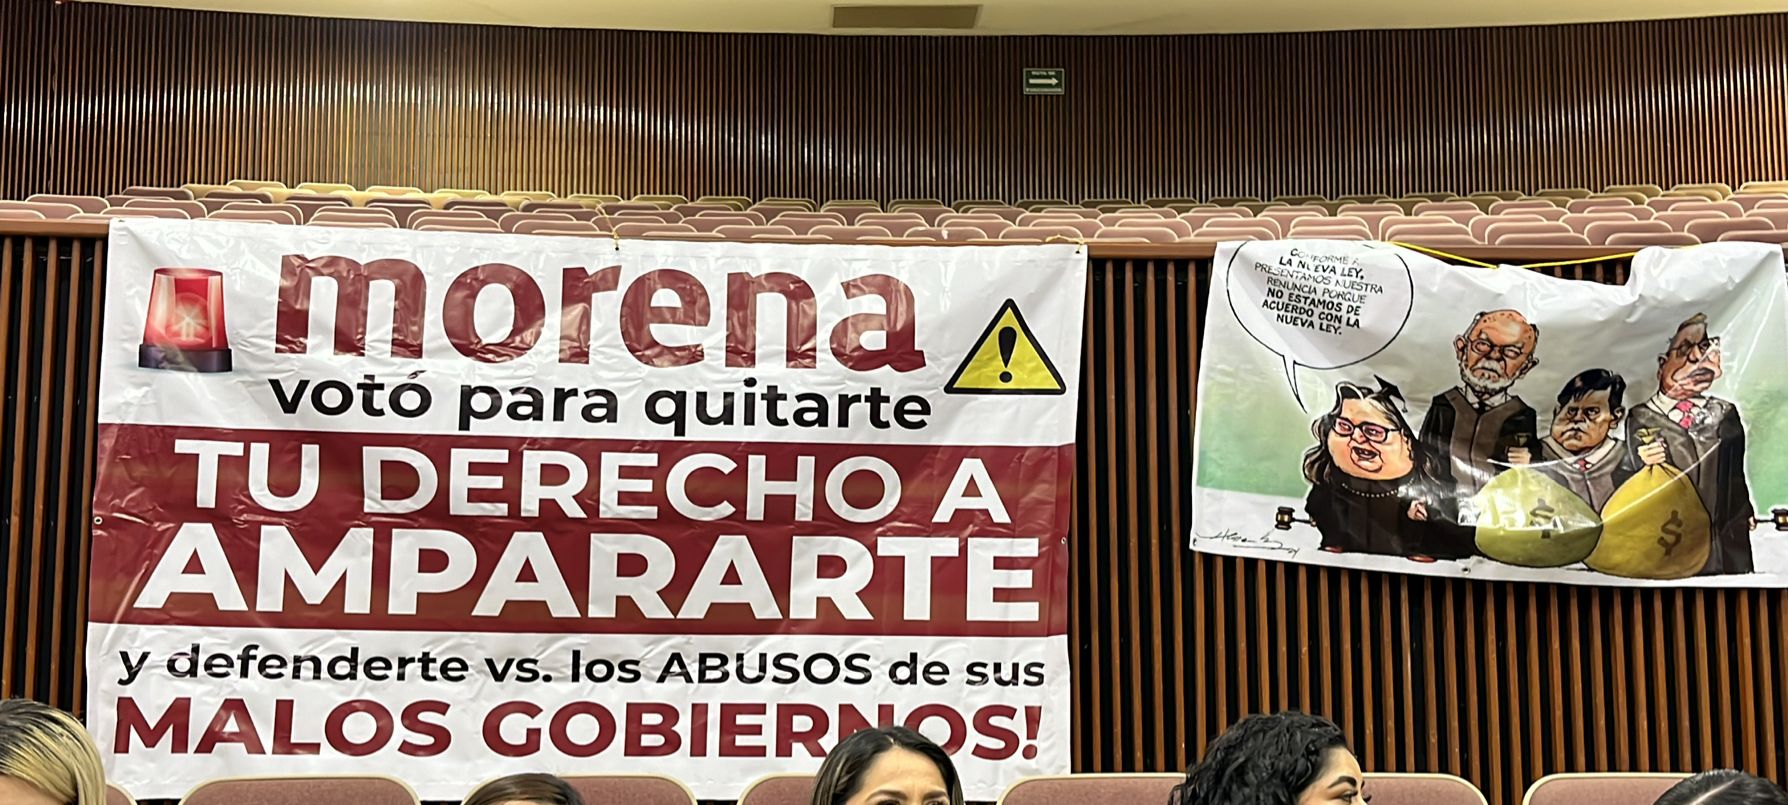 morena
votó para quitarte
TU DERECHO A
AMPARARTE
y defenderte vs. los ABUSOS de sus
MALOS GOBIERNOS!
CONFORME A
LA NUEVA LEY,
PRESENTAMOS NUESTRA
RENUNCIA PORQUE
NO ESTAMOS DE
ACUERDO CON LA
NUEVA LEY.
$
$